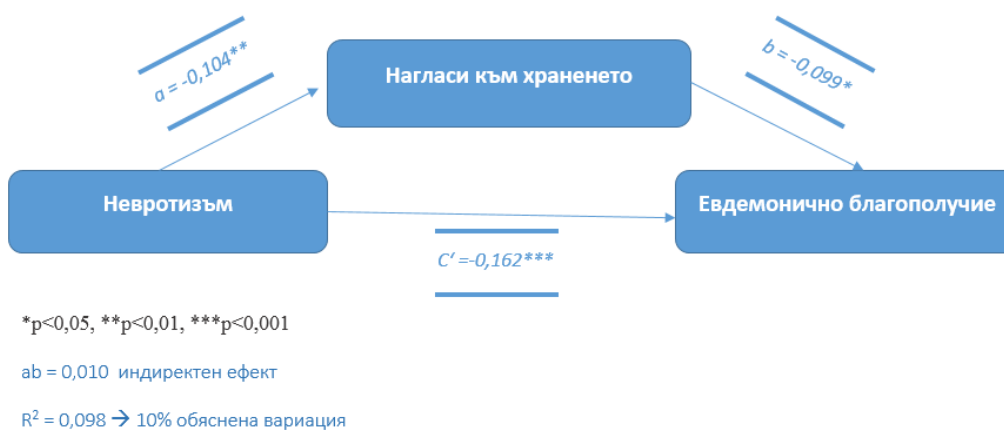 a = -0,104**
Нагласи към храненето
b = -0,099*
Невротизъм
Евдемонично благополучие
C' =-0,162***
*p<0,05, **p<0,01, ***p<0,001
ab = 0,010 индиректен ефект
R² = 0,098 → 10% обяснена вариация